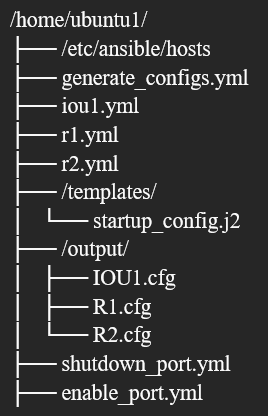 /home/ubuntu1/
├── /etc/ansible/hosts
├── generate_configs.yml
├── iou1.yml
├── r1.yml
├── r2.yml
├── /templates/
│   └── startup_config.j2
├── /output/
│   ├── IOU1.cfg
│   ├── R1.cfg
│   └── R2.cfg
├── shutdown_port.yml
├── enable_port.yml